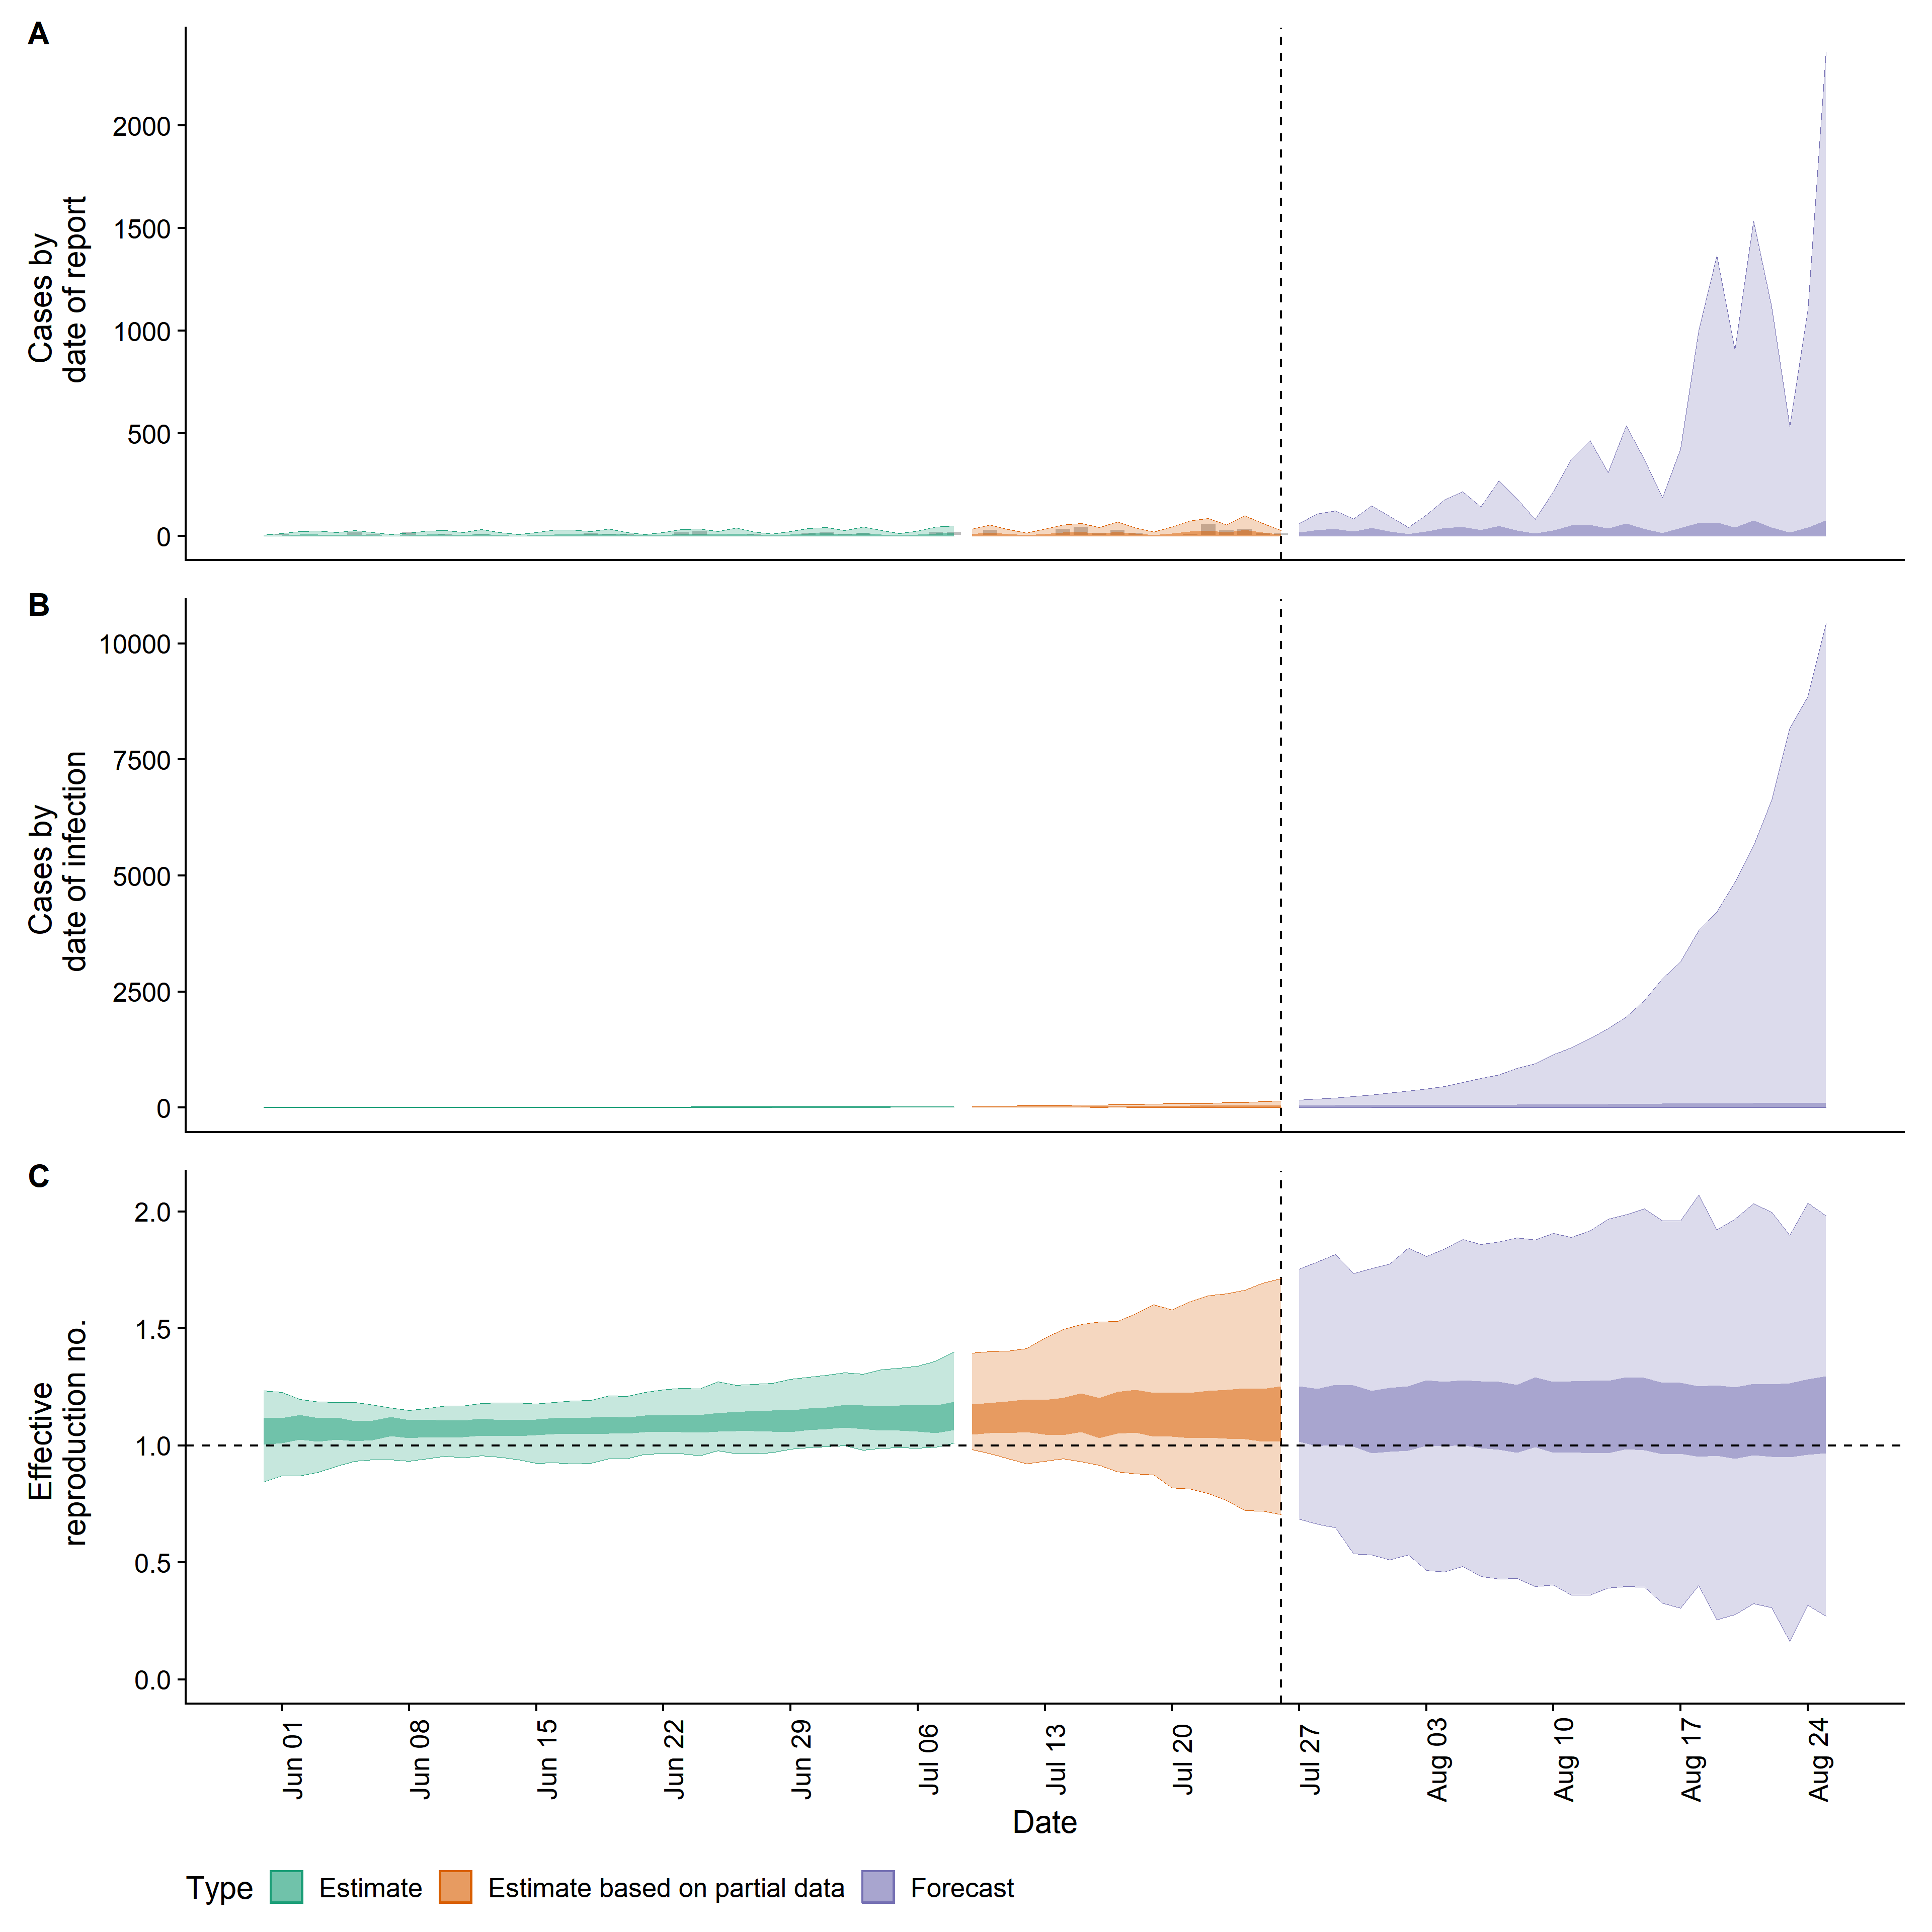 A
Cases by
date of report
2000
1500
1000
500
0
B
Cases by
date of infection
10000
7500
5000
2500
0
C
Effective
reproduction no.
2.0
1.5
1.0
0.5
0.0
Jun 01
Jun 08
Jun 15
Jun 22
Jun 29
Jul 06
Jul 13
Jul 20
Jul 27
Aug 03
Aug 10
Aug 17
Aug 24
Date
Type Estimate Estimate based on partial data Forecast